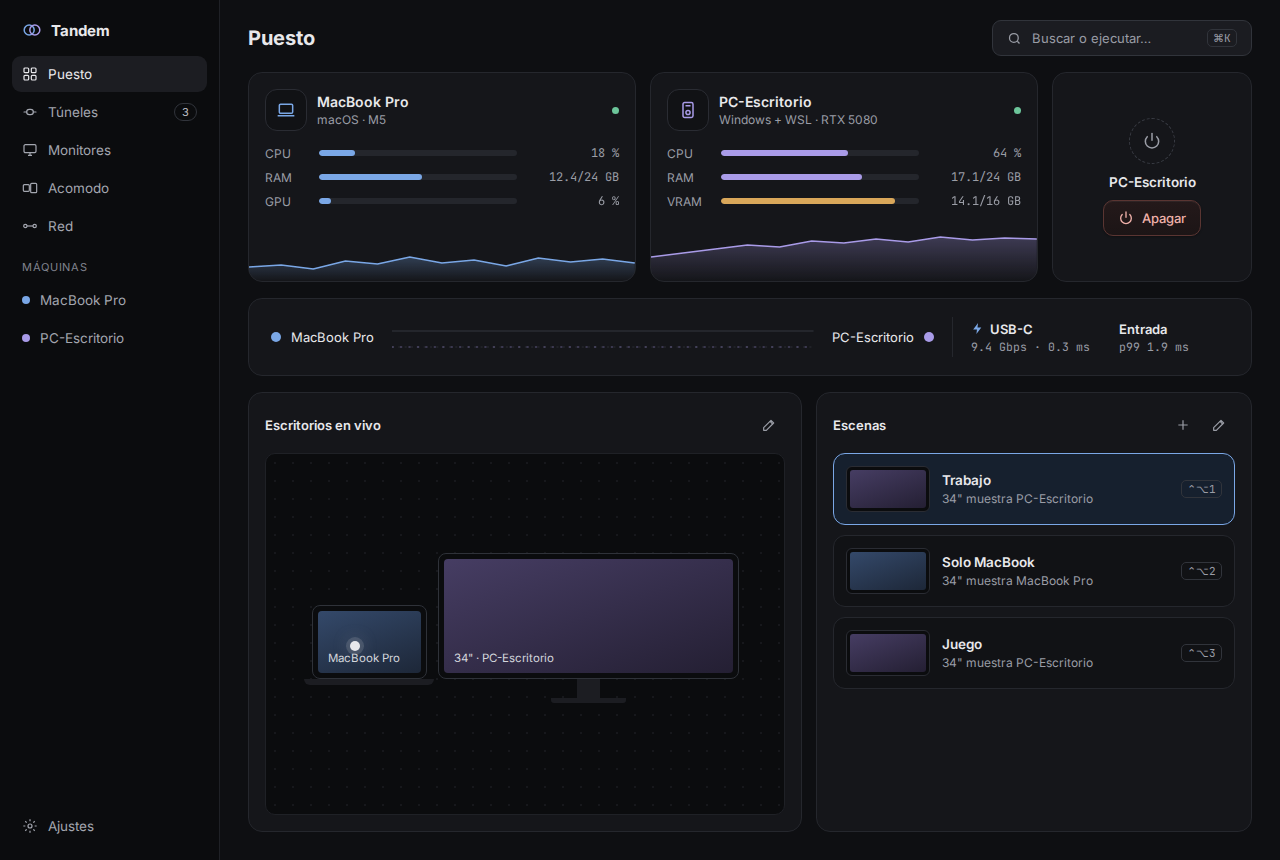 Tandem
Puesto
Túneles 3
Monitores
Acomodo
Red
MÁQUINAS
MacBook Pro
PC-Escritorio
Ajustes
Puesto
Buscar o ejecutar... ⌘K
MacBook Pro
macOS · M5
CPU 18 %
RAM 12.4/24 GB
GPU 6 %
PC-Escritorio
Windows + WSL · RTX 5080
CPU 64 %
RAM 17.1/24 GB
VRAM 14.1/16 GB
PC-Escritorio
Apagar
MacBook Pro
PC-Escritorio
USB-C
9.4 Gbps · 0.3 ms
Entrada
p99 1.9 ms
Escritorios en vivo
MacBook Pro
34" · PC-Escritorio
Escenas
Trabajo
34" muestra PC-Escritorio
⌃⌥1
Solo MacBook
34" muestra MacBook Pro
⌃⌥2
Juego
34" muestra PC-Escritorio
⌃⌥3